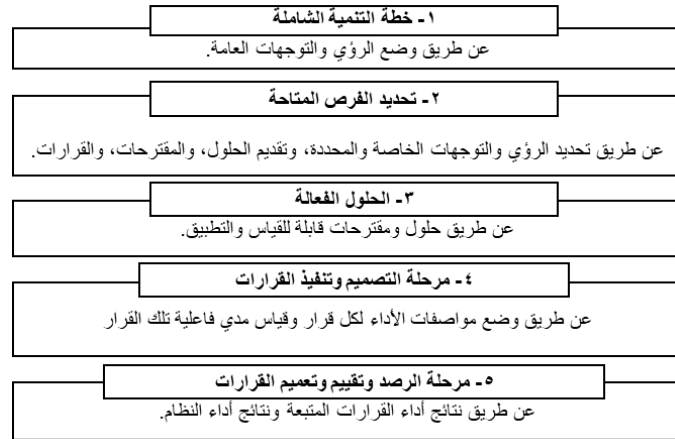 ١- خطة التنمية الشاملة
عن طريق وضع الرؤي والتوجهات العامة.
٢- تحديد الفرص المتاحة
عن طريق تحديد الرؤي والتوجهات الخاصة والمحددة، وتقديم الحلول، والمقترحات، والقرارات.
٣- الحلول الفعالة
عن طريق حلول ومقترحات قابلة للقياس والتطبيق.
٤- مرحلة التصميم وتنفيذ القرارات
عن طريق وضع مواصفات الأداء لكل قرار وقياس مدي فاعلية تلك القرار
٥- مرحلة الرصد وتقييم وتعميم القرارات
عن طريق نتائج أداء القرارات المتبعة ونتائج أداء النظام.